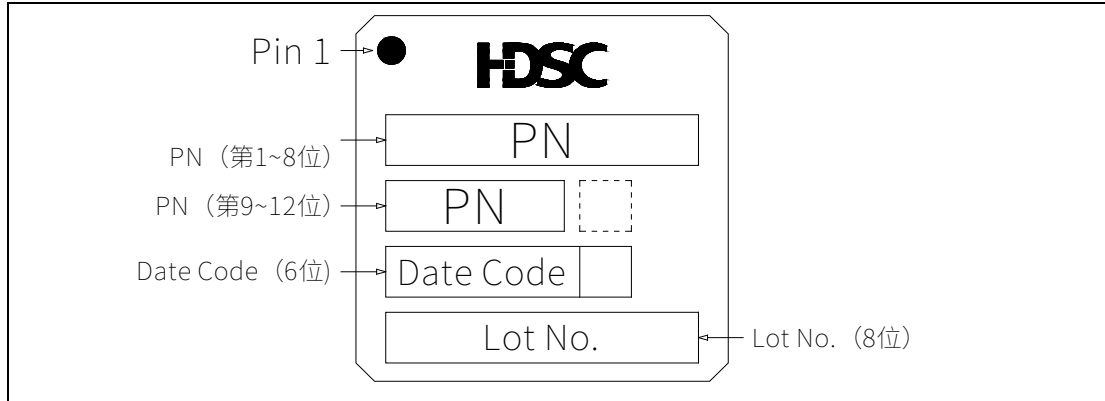 Pin 1
HDSC
PN（第1~8位）
PN
PN（第9~12位）
PN
Date Code（6位)
Date Code
Lot No.
Lot No.（8位）